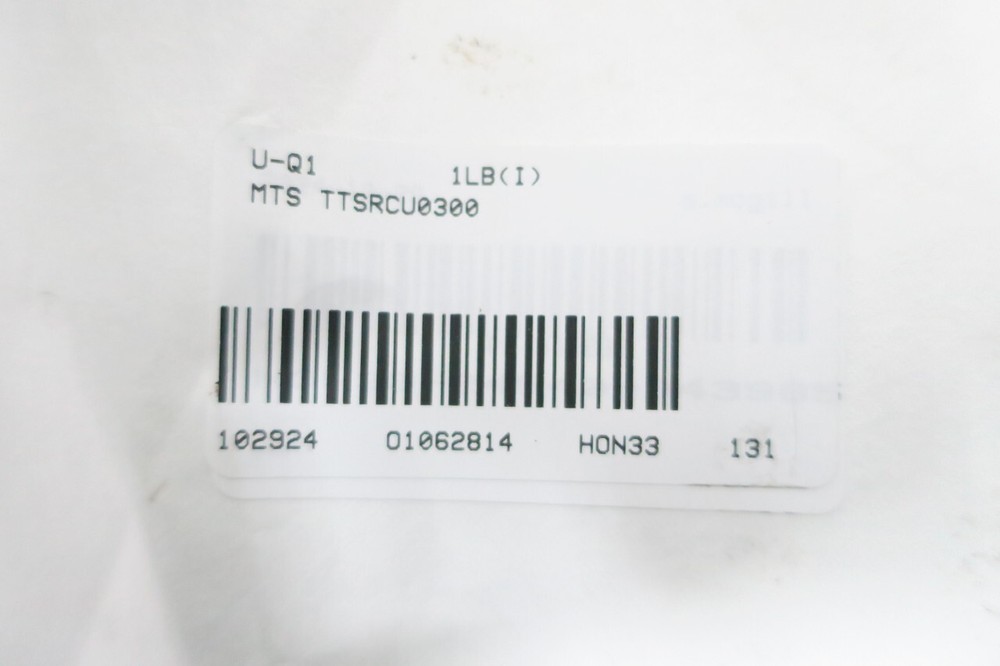 U-Q1 1LB(I)
MTS TTSRCU0300
102924 01062814 HON33 131